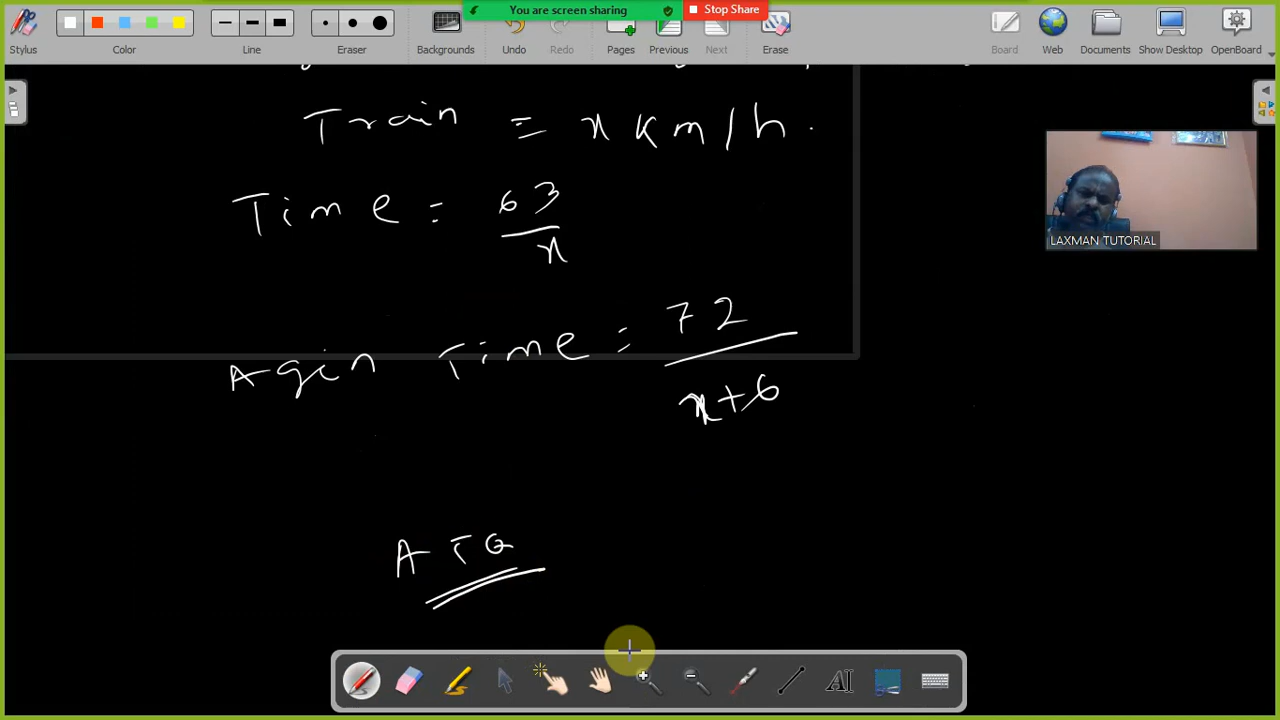 You are screen sharing
Stop Share
Stylus
Color
Line
Eraser
Backgrounds
Undo
Redo
Pages
Previous
Next
Erase
Board
Web
Documents
Show Desktop
OpenBoard
Train = x km/h.
Time = 63
x
LAXMAN TUTORIAL
Agin Time = 72
x+6
ATQ
AI